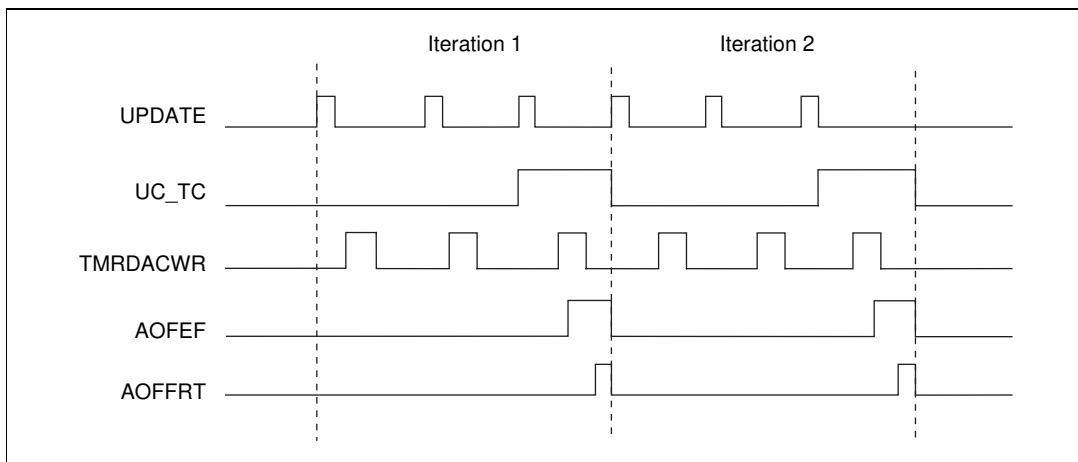 Iteration 1
Iteration 2
UPDATE
UC_TC
TMRDACWR
AOFEF
AOFFRT